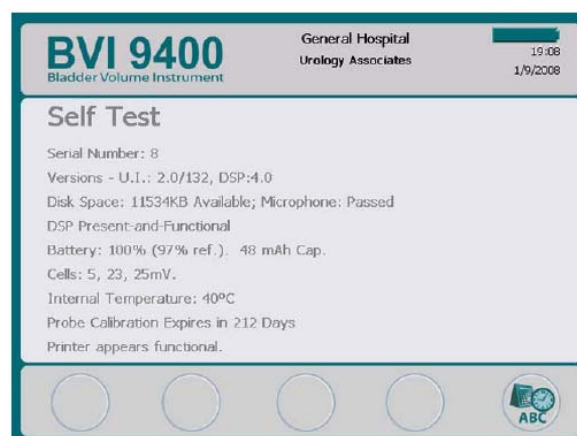 BVI 9400
Bladder Volume Instrument
General Hospital
Urology Associates
19:08
1/9/2008
Self Test
Serial Number: 8
Versions - U.I.: 2.0/132, DSP:4.0
Disk Space: 11534KB Available; Microphone: Passed
DSP Present-and-Functional
Battery: 100% (97% ref.). 48 mAh Cap.
Cells: 5, 23, 25mV.
Internal Temperature: 40ºC
Probe Calibration Expires in 212 Days
Printer appears functional.
ABC